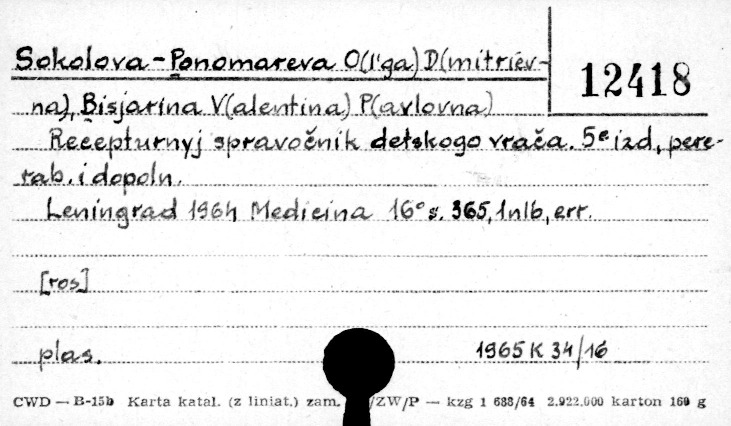 Sokolova-Ponomareva O(l'ga) D(mitriev-
12418
na), Bisjarina V(alentina) P(avlovna)
Recepturnyj spravočnik detskogo vrača. 5e izd., pere-
rab. i dopoln.
Leningrad 1964 Medicina 16° s. 365, 1nlb, err.
[ros]
plas. 1965 K 34/16
CWD — B-15b Karta katal. (z liniat.) zam. /ZW/P — kzg 1 688/64 2.922.000 karton 160 g